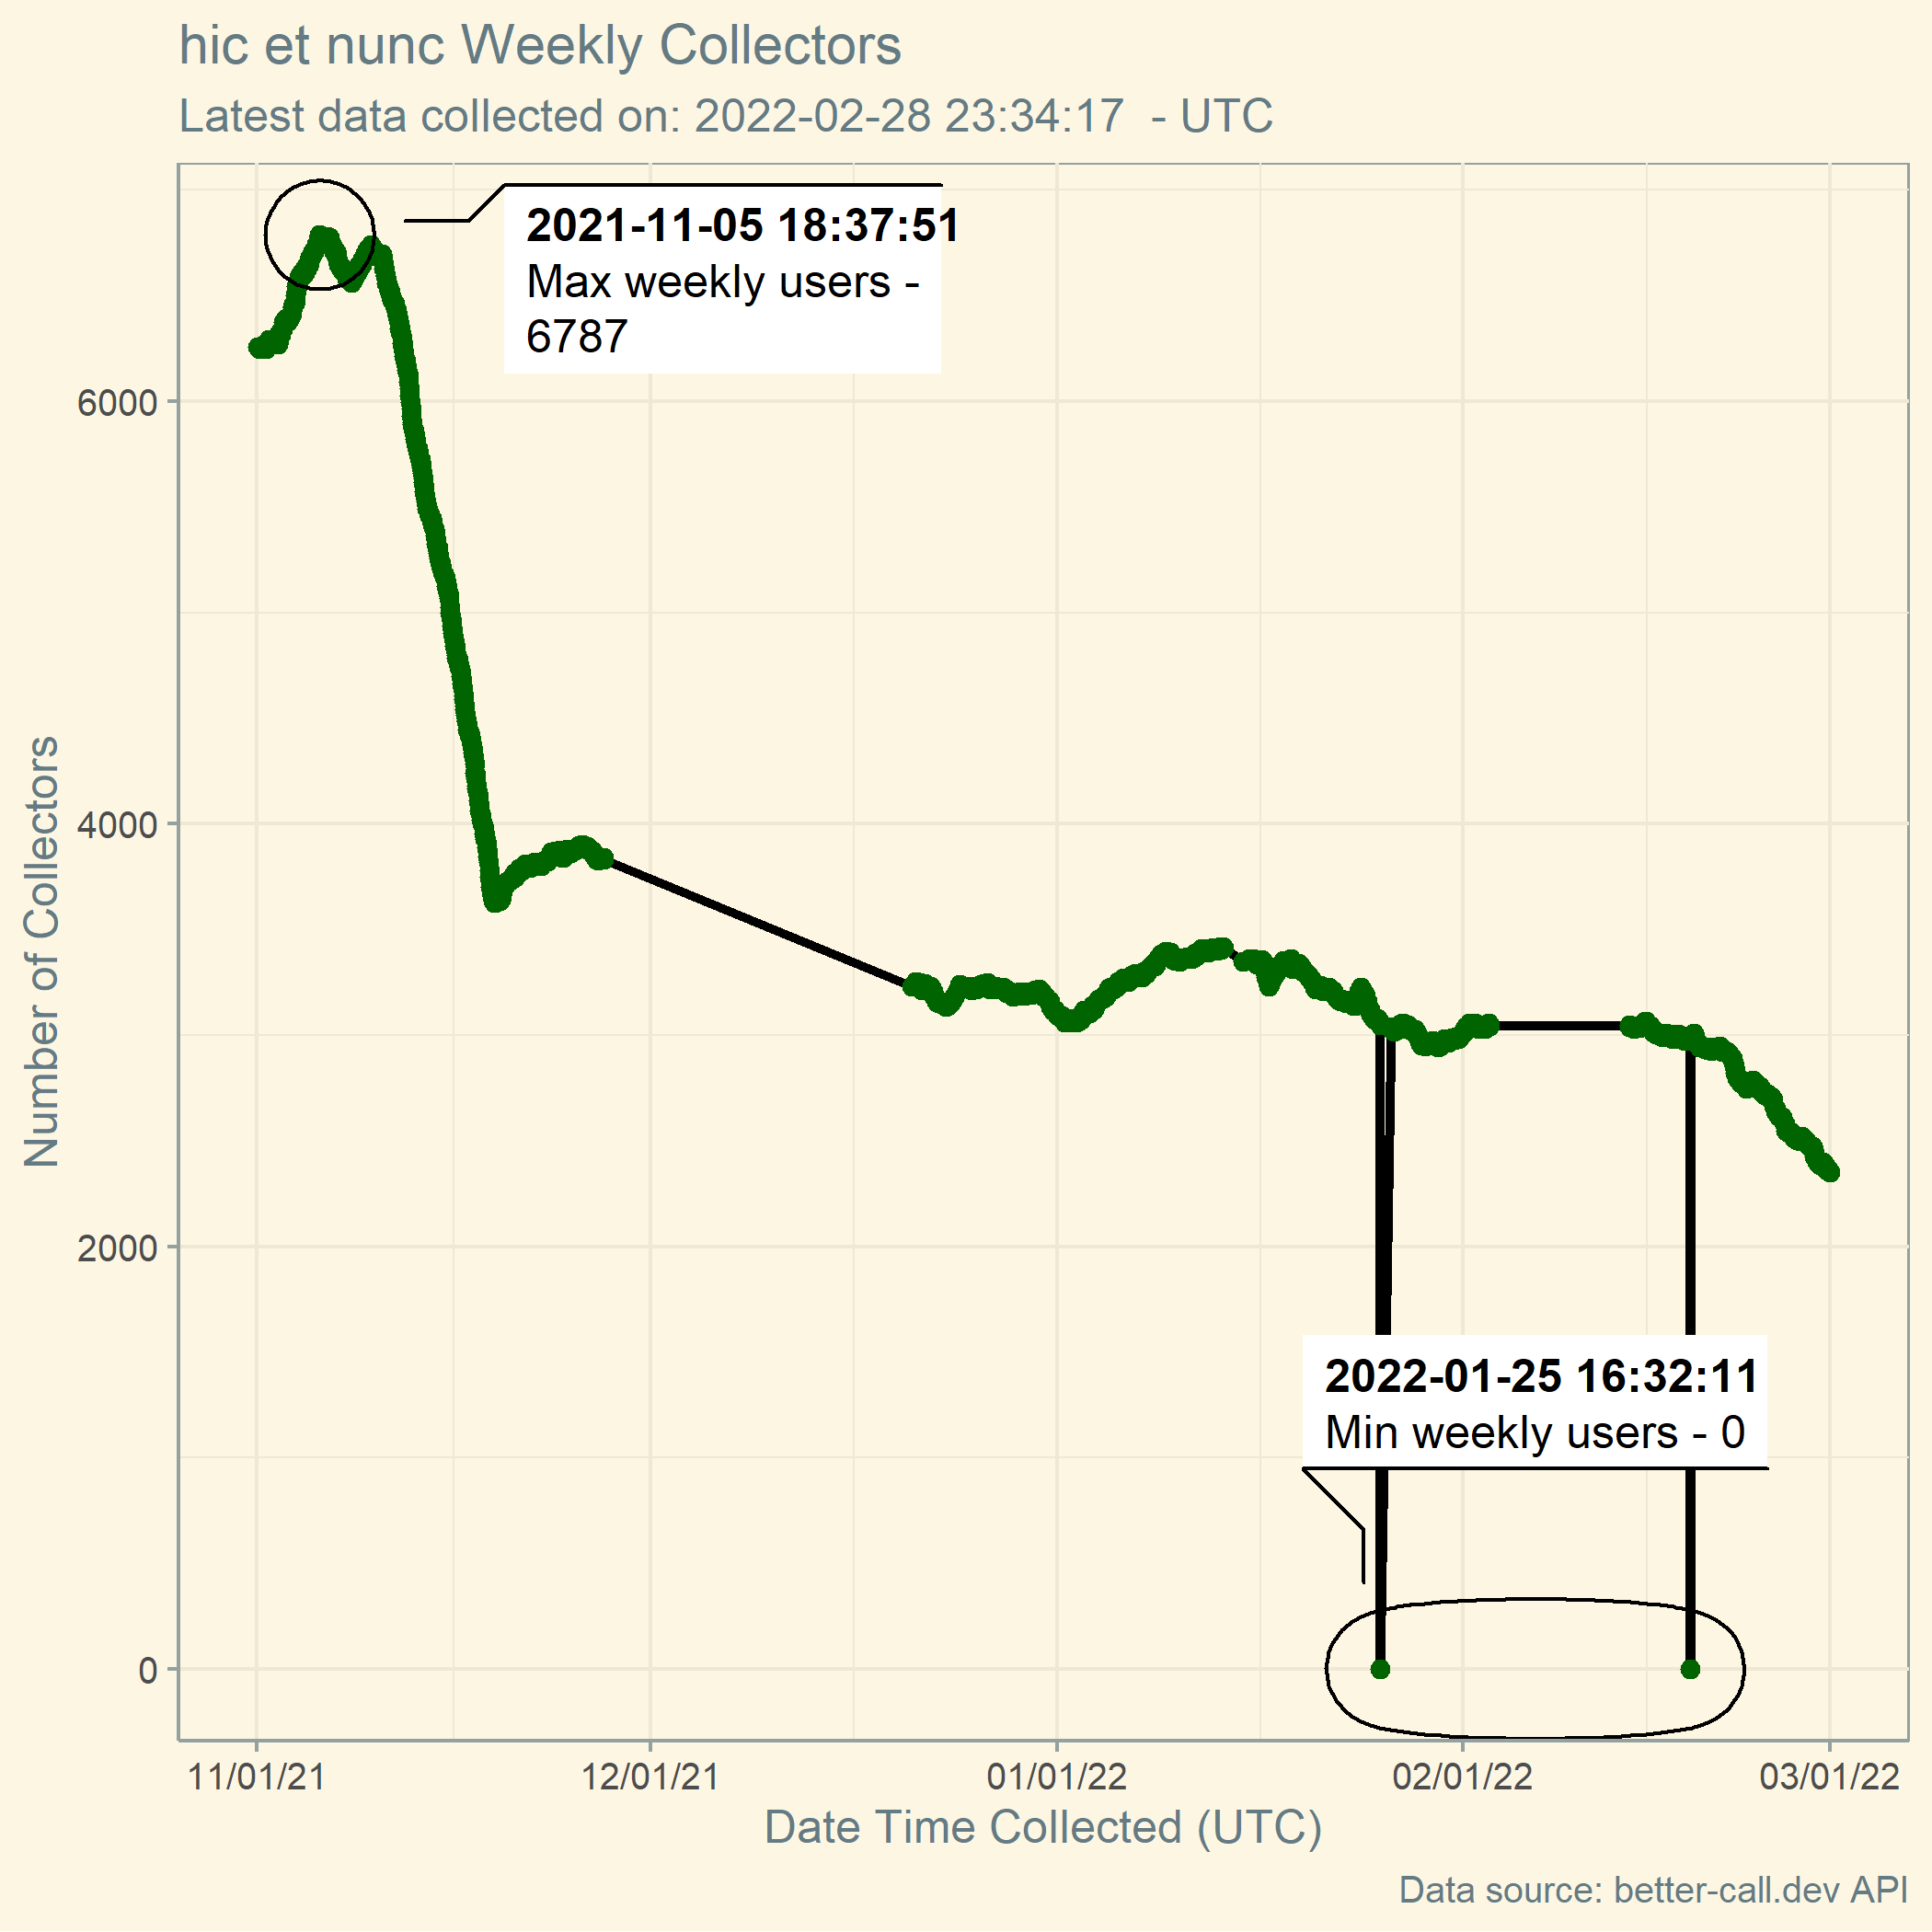 hic et nunc Weekly Collectors
Latest data collected on: 2022-02-28 23:34:17  - UTC
2021-11-05 18:37:51
Max weekly users -
6787
6000
4000
2000
0
Number of Collectors
2022-01-25 16:32:11
Min weekly users - 0
11/01/21
12/01/21
01/01/22
02/01/22
03/01/22
Date Time Collected (UTC)
Data source: better-call.dev API